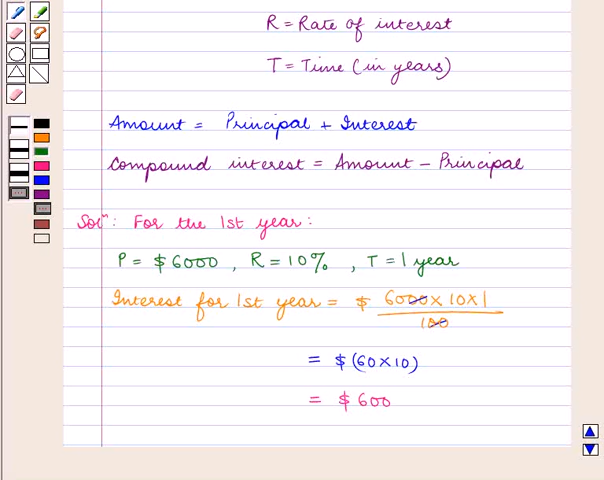 R = Rate of interest
T = Time (in years)
Amount = Principal + Interest
Compound interest = Amount - Principal
Solⁿ: For the 1st year:
P = $6000 , R = 10% , T = 1 year
Interest for 1st year = $ 6000 × 10 × 1
100
= $(60 × 10)
= $ 600